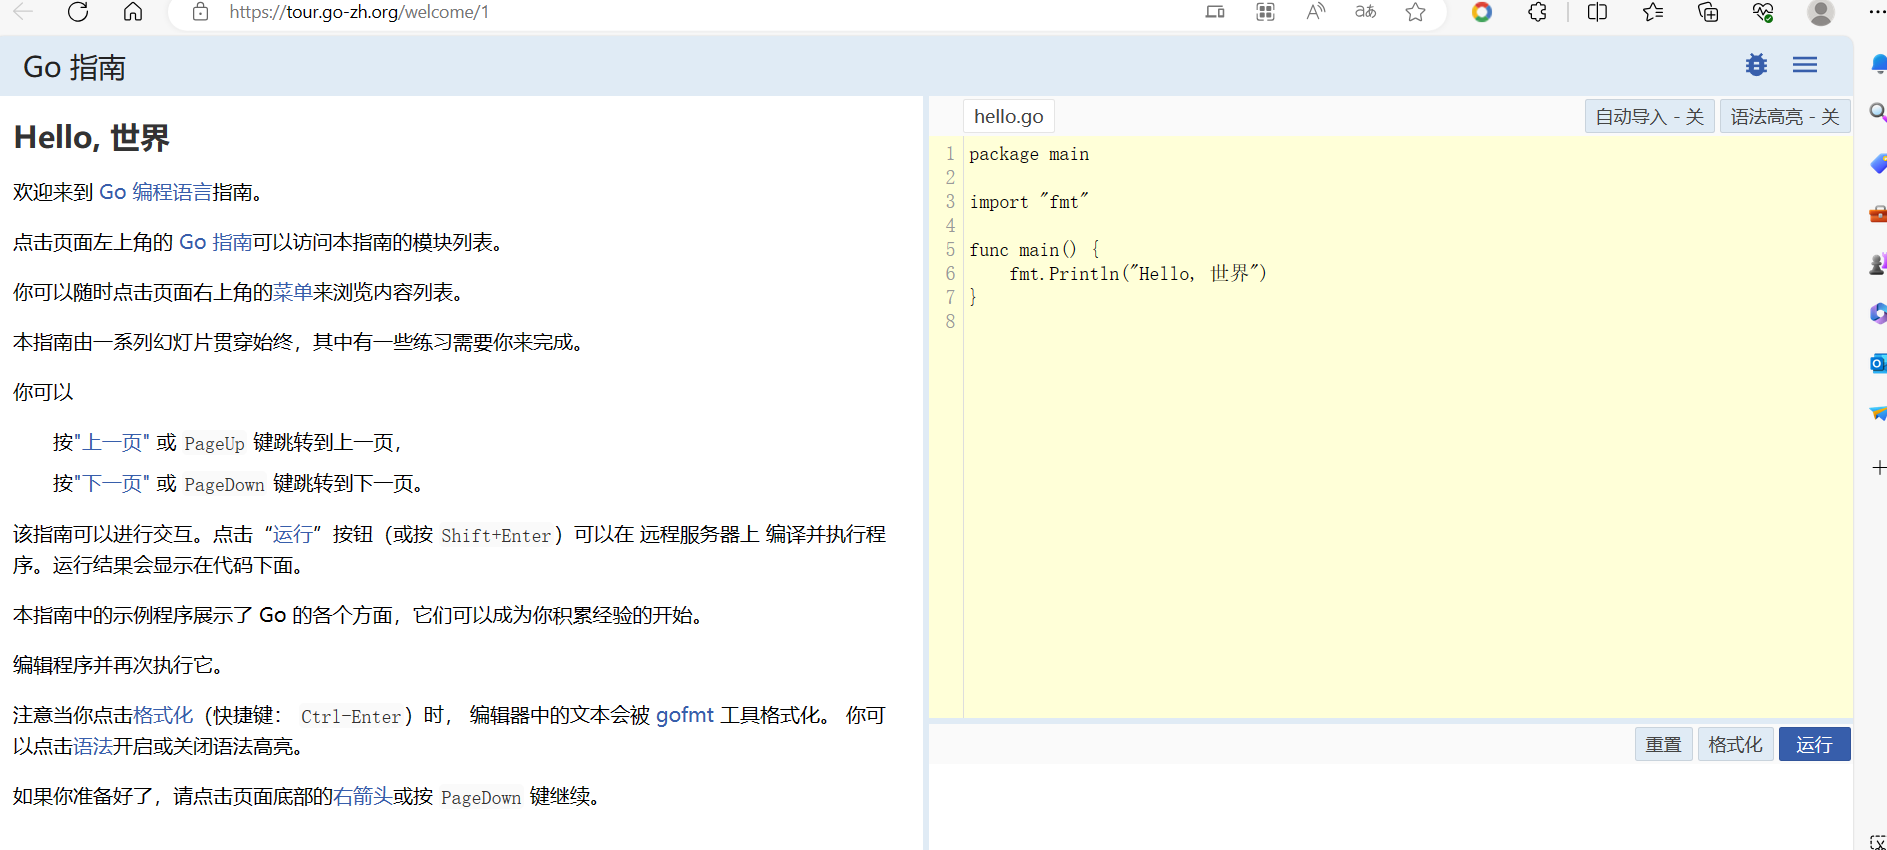 https://tour.go-zh.org/welcome/1
Go 指南
Hello, 世界
欢迎来到 Go 编程语言指南。
点击页面左上角的 Go 指南可以访问本指南的模块列表。
你可以随时点击页面右上角的菜单来浏览内容列表。
本指南由一系列幻灯片贯穿始终，其中有一些练习需要你来完成。
你可以
按"上一页" 或 PageUp 键跳转到上一页，
按"下一页" 或 PageDown 键跳转到下一页。
该指南可以进行交互。点击“运行”按钮（或按 Shift+Enter）可以在 远程服务器上 编译并执行程
序。运行结果会显示在代码下面。
本指南中的示例程序展示了 Go 的各个方面，它们可以成为你积累经验的开始。
编辑程序并再次执行它。
注意当你点击格式化（快捷键： Ctrl-Enter）时， 编辑器中的文本会被 gofmt 工具格式化。 你可
以点击语法开启或关闭语法高亮。
如果你准备好了，请点击页面底部的右箭头或按 PageDown 键继续。
hello.go
自动导入 - 关
语法高亮 - 关
1 package main
2
3 import "fmt"
4
5 func main() {
6     fmt.Println("Hello, 世界")
7 }
8
重置
格式化
运行